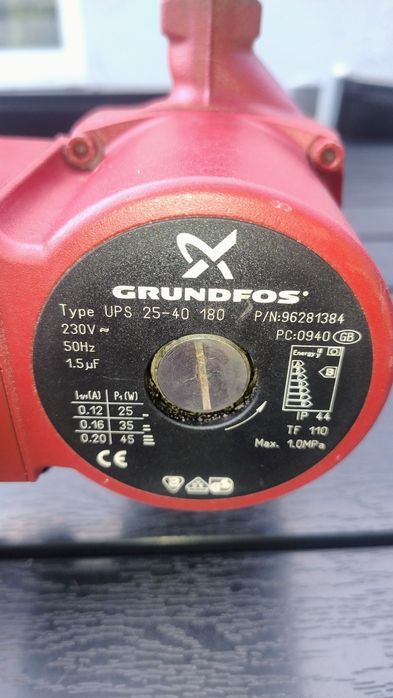 GRUNDFOS
Type UPS 25-40 180 P/N:96281384
230V ~ PC:0940 GB
50Hz
1.5µF
Energy
A
B
I₁/₁(A) P₁(W)
0.12 25
0.16 35
0.20 45
IP 44
TF 110
Max. 1.0MPa
CE